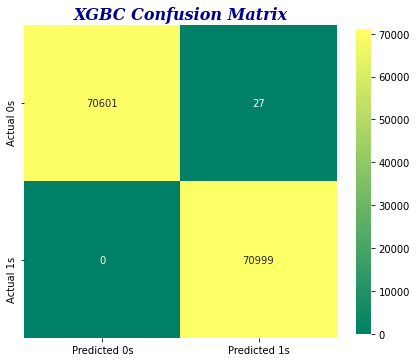 XGBC Confusion Matrix
Actual 0s
70601
27
Actual 1s
0
70999
Predicted 0s
Predicted 1s
70000
60000
50000
40000
30000
20000
10000
0